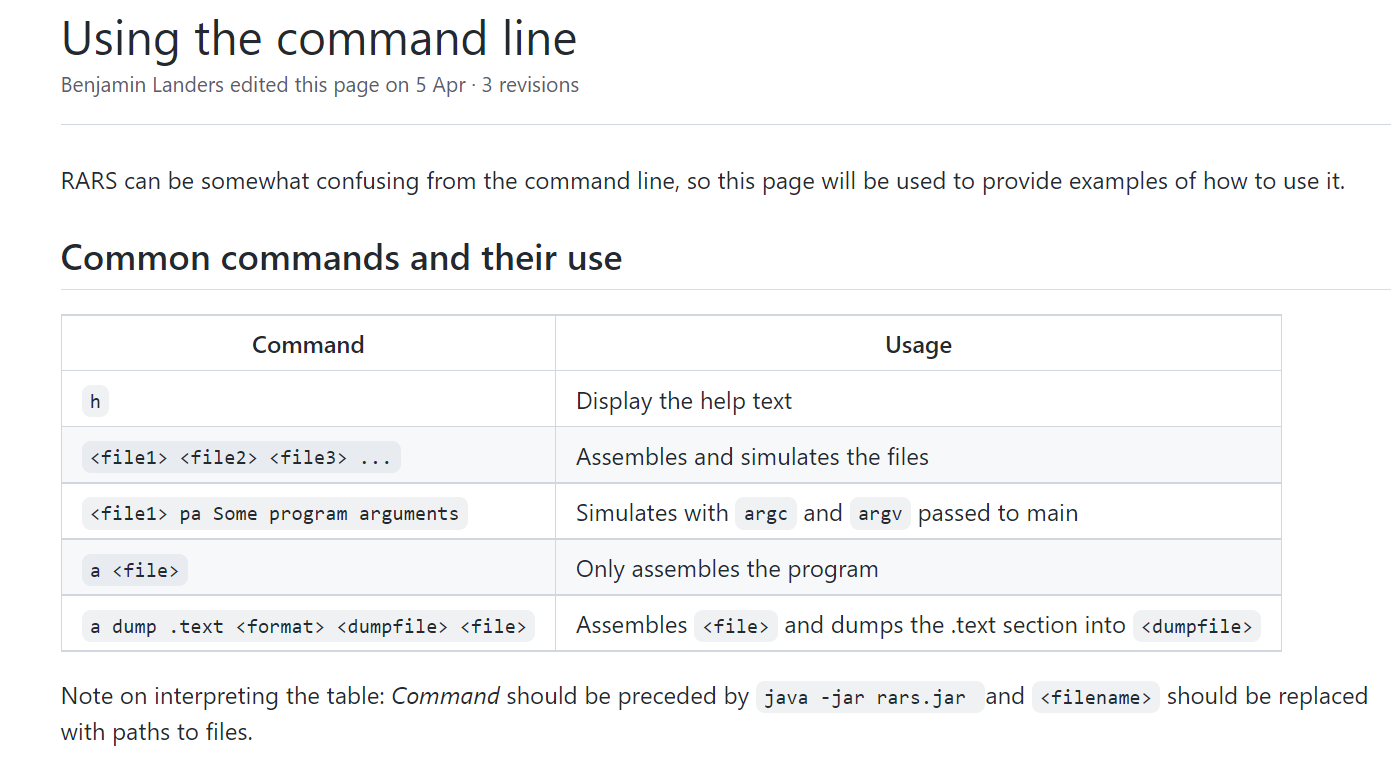 Using the command line
Benjamin Landers edited this page on 5 Apr · 3 revisions
RARS can be somewhat confusing from the command line, so this page will be used to provide examples of how to use it.
Common commands and their use
Command Usage
h Display the help text
<file1> <file2> <file3> ... Assembles and simulates the files
<file1> pa Some program arguments Simulates with argc and argv passed to main
a <file> Only assembles the program
a dump .text <format> <dumpfile> <file> Assembles <file> and dumps the .text section into <dumpfile>
Note on interpreting the table: Command should be preceded by java -jar rars.jar and <filename> should be replaced
with paths to files.